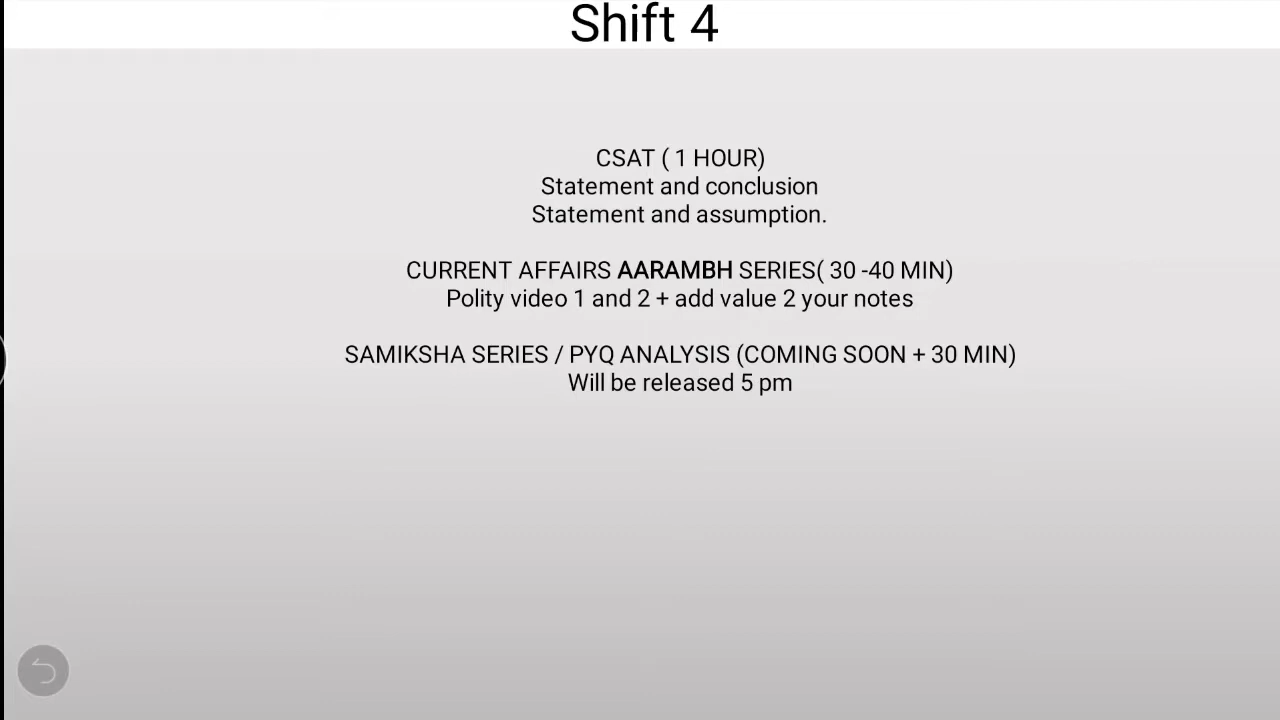 Shift 4
CSAT ( 1 HOUR)
Statement and conclusion
Statement and assumption.
CURRENT AFFAIRS AARAMBH SERIES( 30 -40 MIN)
Polity video 1 and 2 + add value 2 your notes
SAMIKSHA SERIES / PYQ ANALYSIS (COMING SOON + 30 MIN)
Will be released 5 pm